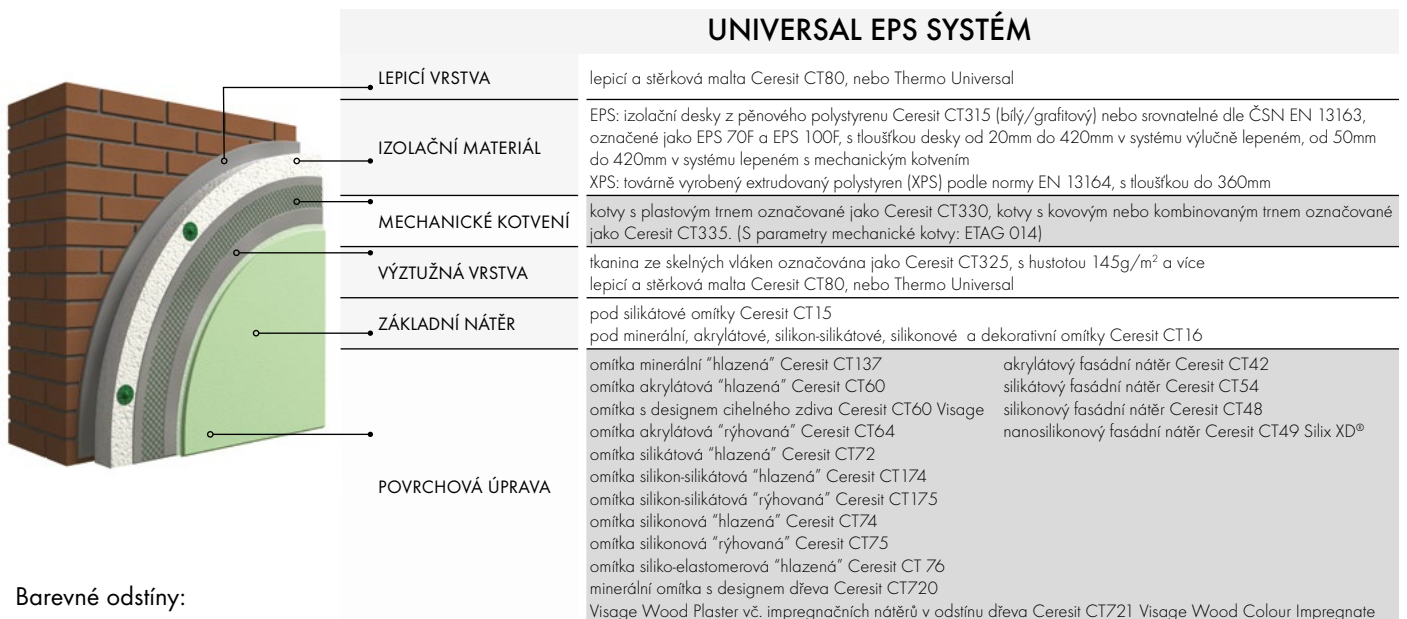 UNIVERSAL EPS SYSTÉM
LEPICÍ VRSTVA
lepicí a stěrková malta Ceresit CT80, nebo Thermo Universal
IZOLAČNÍ MATERIÁL
EPS: izolační desky z pěnového polystyrenu Ceresit CT315 (bílý/grafitový) nebo srovnatelné dle ČSN EN 13163,
označené jako EPS 70F a EPS 100F, s tloušťkou desky od 20mm do 420mm v systému výlučně lepeném, od 50mm
do 420mm v systému lepeném s mechanickým kotvením
XPS: továrně vyrobený extrudovaný polystyren (XPS) podle normy EN 13164, s tloušťkou do 360mm
MECHANICKÉ KOTVENÍ
kotvy s plastovým trnem označované jako Ceresit CT330, kotvy s kovovým nebo kombinovaným trnem označované
jako Ceresit CT335. (S parametry mechanické kotvy: ETAG 014)
VÝZTUŽNÁ VRSTVA
tkanina ze skelných vláken označována jako Ceresit CT325, s hustotou 145g/m² a více
lepicí a stěrková malta Ceresit CT80, nebo Thermo Universal
ZÁKLADNÍ NÁTĚR
pod silikátové omítky Ceresit CT15
pod minerální, akrylátové, silikon-silikátové, silikonové a dekorativní omítky Ceresit CT16
POVRCHOVÁ ÚPRAVA
omítka minerální "hlazená" Ceresit CT137
omítka akrylátová "hlazená" Ceresit CT60
omítka s designem cihelného zdiva Ceresit CT60 Visage
omítka akrylátová "rýhovaná" Ceresit CT64
omítka silikátová "hlazená" Ceresit CT72
omítka silikon-silikátová "hlazená" Ceresit CT174
omítka silikon-silikátová "rýhovaná" Ceresit CT175
omítka silikonová "hlazená" Ceresit CT74
omítka silikonová "rýhovaná" Ceresit CT75
omítka siliko-elastomerová "hlazená" Ceresit CT 76
minerální omítka s designem dřeva Ceresit CT720
Visage Wood Plaster vč. impregnačních nátěrů v odstínu dřeva Ceresit CT721 Visage Wood Colour Impregnate
akrylátový fasádní nátěr Ceresit CT42
silikátový fasádní nátěr Ceresit CT54
silikonový fasádní nátěr Ceresit CT48
nanosilikonový fasádní nátěr Ceresit CT49 Silix XD®
Barevné odstíny: